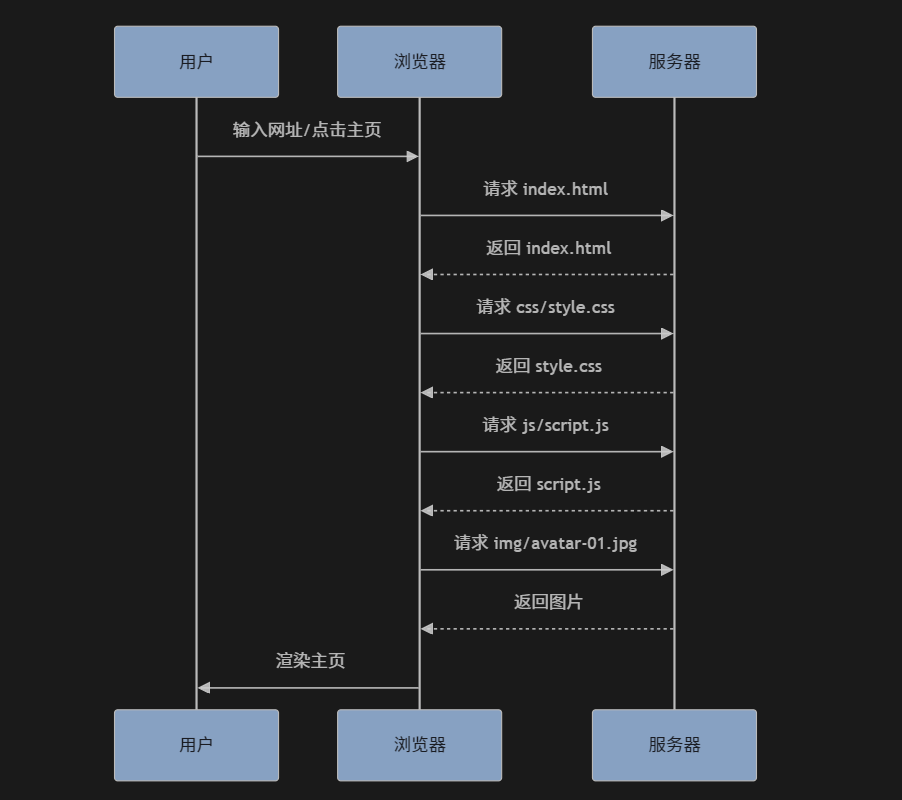 用户
浏览器
服务器
输入网址/点击主页
请求 index.html
返回 index.html
请求 css/style.css
返回 style.css
请求 js/script.js
返回 script.js
请求 img/avatar-01.jpg
返回图片
渲染主页
用户
浏览器
服务器